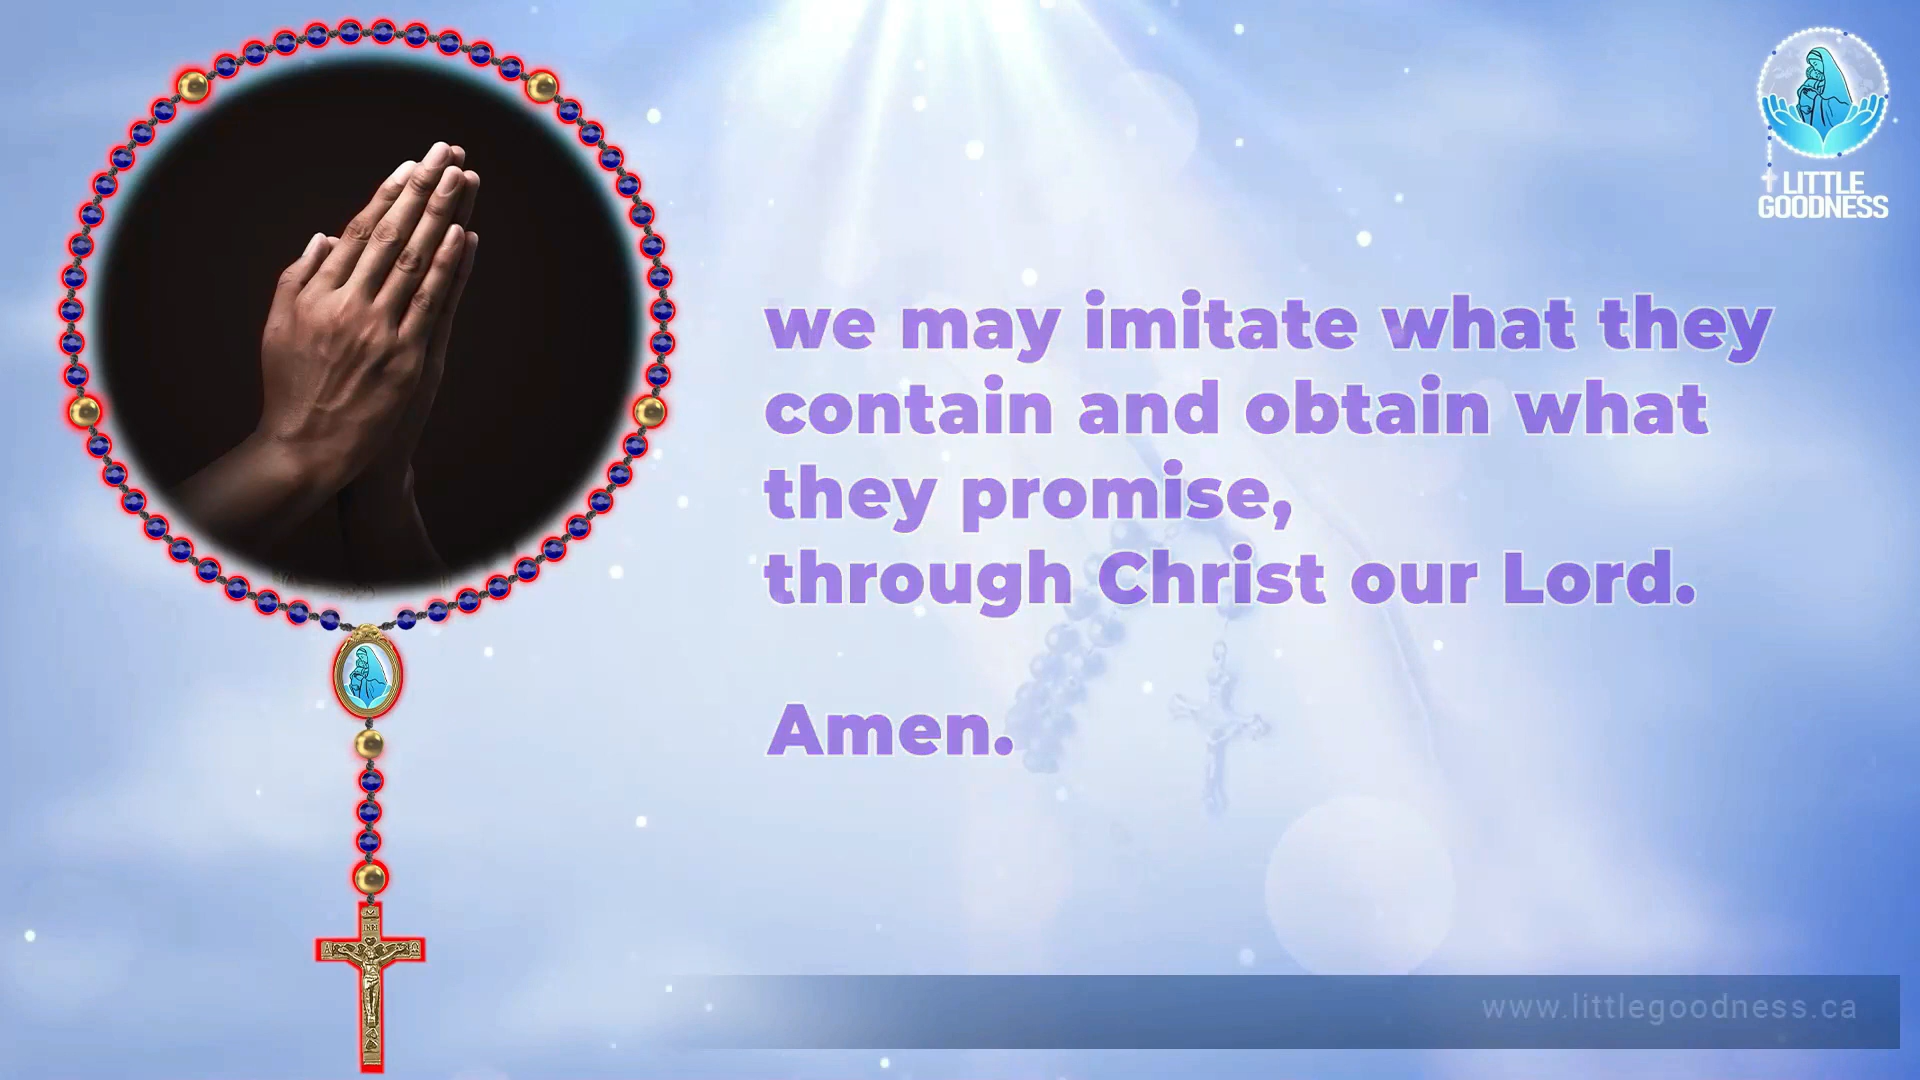 LITTLE
GOODNESS
we may imitate what they
contain and obtain what
they promise,
through Christ our Lord.
Amen.
INRI
www.littlegoodness.ca